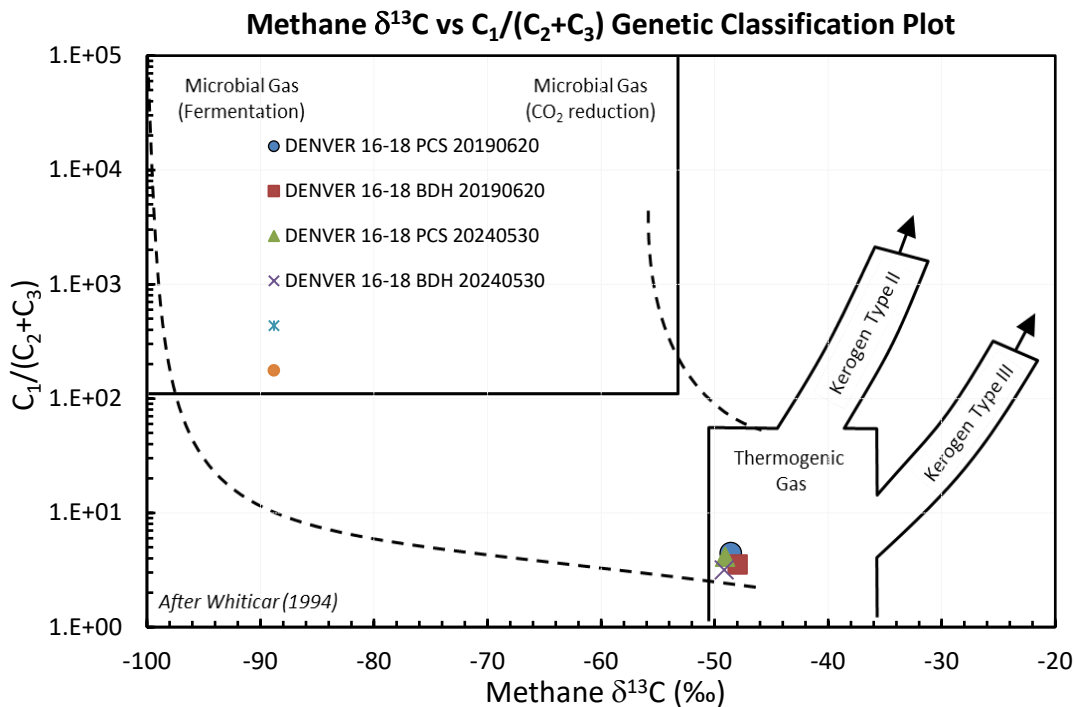 Methane δ¹³C vs C₁/(C₂+C₃) Genetic Classification Plot
1.E+05
1.E+04
1.E+03
1.E+02
1.E+01
1.E+00
C₁/(C₂+C₃)
Microbial Gas
(Fermentation)
Microbial Gas
(CO₂ reduction)
DENVER 16-18 PCS 20190620
DENVER 16-18 BDH 20190620
DENVER 16-18 PCS 20240530
DENVER 16-18 BDH 20240530
Kerogen Type II
Kerogen Type III
Thermogenic
Gas
After Whiticar (1994)
-100 -90 -80 -70 -60 -50 -40 -30 -20
Methane δ¹³C (‰)